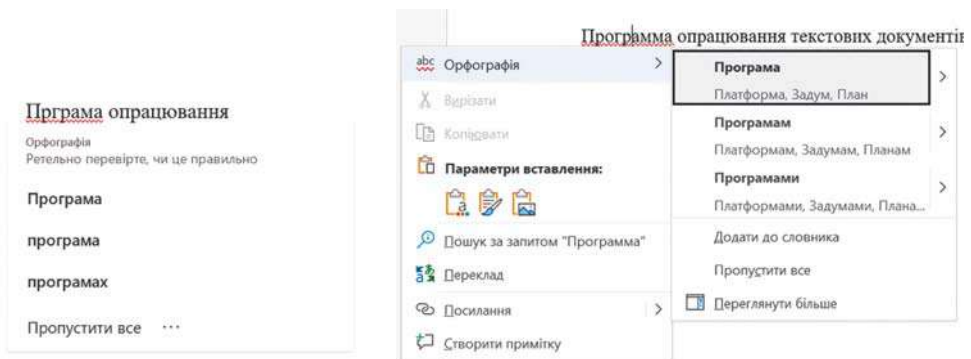 Прграма опрацювання
Орфографія
Ретельно перевірте, чи це правильно
Програма
програма
програмах
Пропустити все ...
Программа опрацювання текстових документів
abc Орфографія
Вирізати
Копіювати
Параметри вставлення:
Пошук за запитом "Программа"
Переклад
Посилання
Створити примітку
Програма
Платформа, Задум, План
Програмам
Платформам, Задумам, Планам
Програмами
Платформами, Задумами, Плана...
Додати до словника
Пропустити все
Переглянути більше